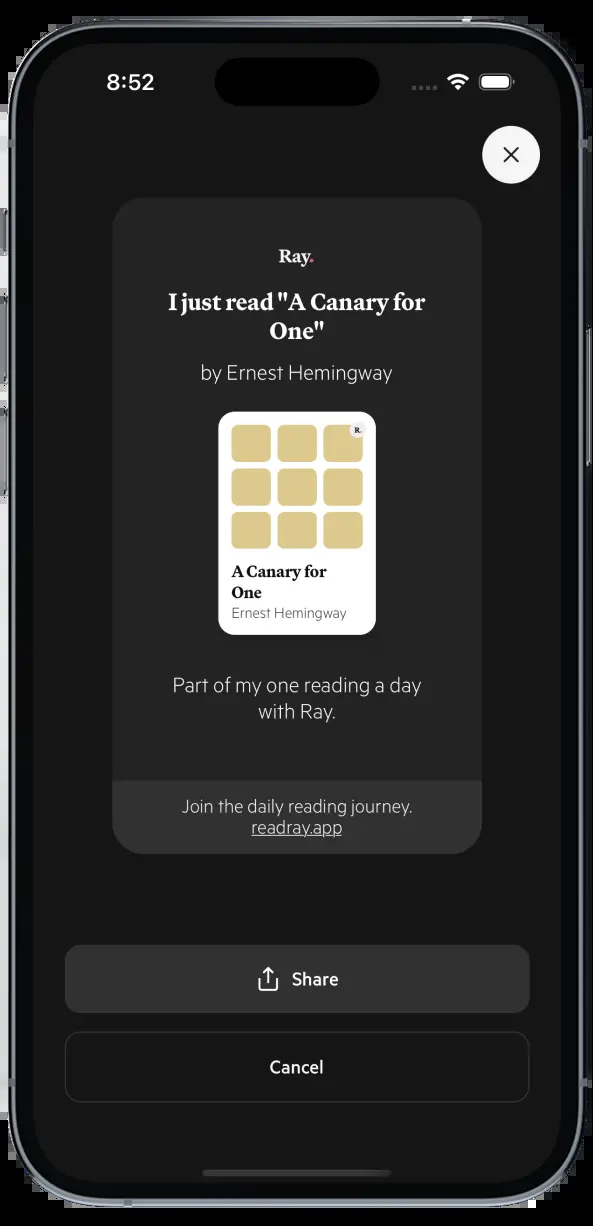 8:52
Ray.
I just read "A Canary for
One"
by Ernest Hemingway
R.
A Canary for
One
Ernest Hemingway
Part of my one reading a day
with Ray.
Join the daily reading journey.
readray.app
Share
Cancel